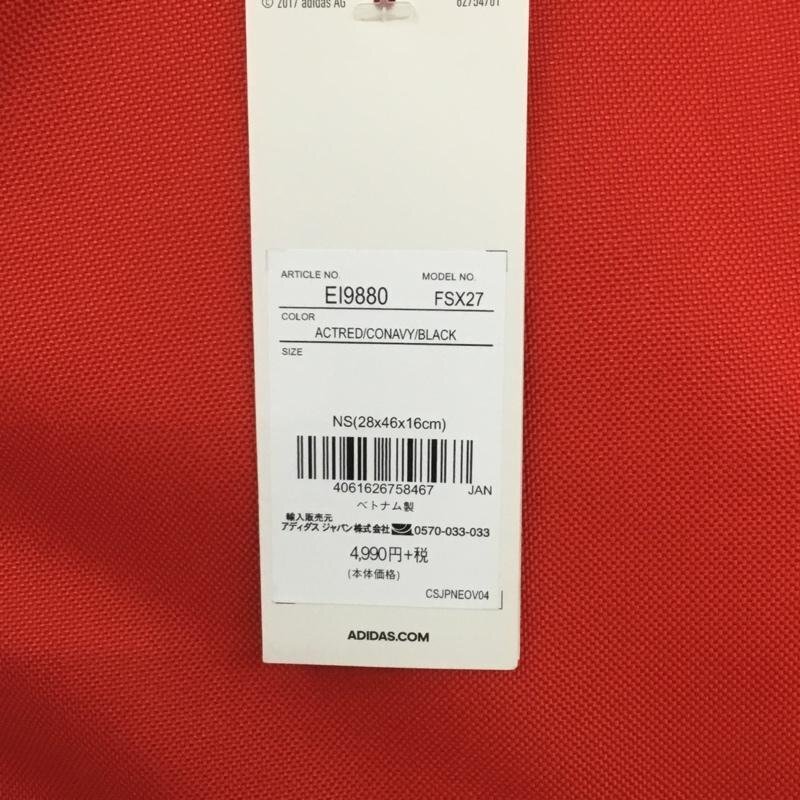 © 2017 adidas AG 62754701
ARTICLE NO. MODEL NO.
EI9880 FSX27
COLOR
ACTRED/CONAVY/BLACK
SIZE
NS(28x46x16cm)
4061626758467 JAN
ベトナム製
輸入販売元
アディダス ジャパン株式会社 0570-033-033
4,990円+税
(本体価格)
CSJPNEOV04
ADIDAS.COM